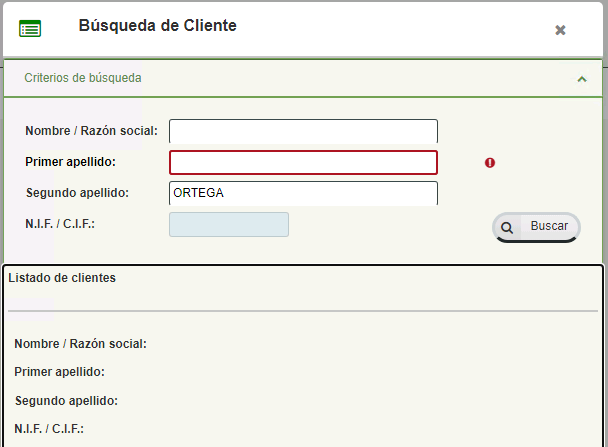 Búsqueda de Cliente
Criterios de búsqueda
Nombre / Razón social:
Primer apellido:
Segundo apellido: ORTEGA
N.I.F. / C.I.F.:
Buscar
Listado de clientes
Nombre / Razón social:
Primer apellido:
Segundo apellido:
N.I.F. / C.I.F.: